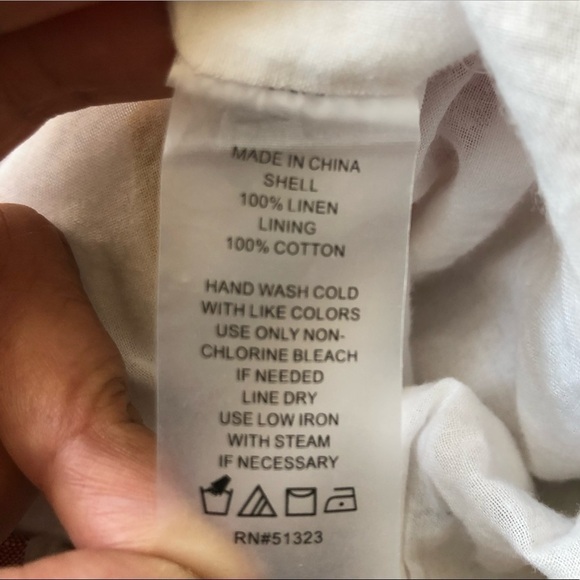 MADE IN CHINA
SHELL
100% LINEN
LINING
100% COTTON
HAND WASH COLD
WITH LIKE COLORS
USE ONLY NON-
CHLORINE BLEACH
IF NEEDED
LINE DRY
USE LOW IRON
WITH STEAM
IF NECESSARY
RN#51323